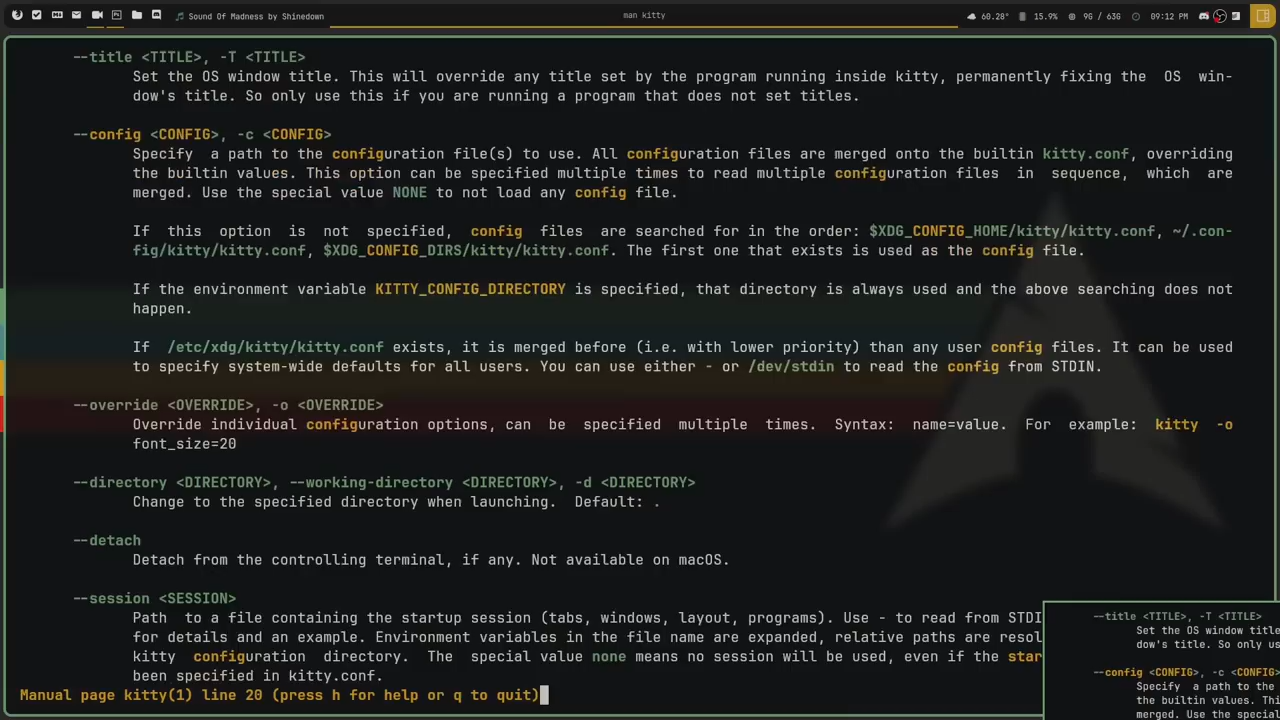 Sound Of Madness by Shinedown
man kitty
60.28°
15.9%
9G / 63G
09:12 PM
--title <TITLE>, -T <TITLE>
Set the OS window title. This will override any title set by the program running inside kitty, permanently fixing the OS win-
dow's title. So only use this if you are running a program that does not set titles.
--config <CONFIG>, -c <CONFIG>
Specify a path to the configuration file(s) to use. All configuration files are merged onto the builtin kitty.conf, overriding
the builtin values. This option can be specified multiple times to read multiple configuration files in sequence, which are
merged. Use the special value NONE to not load any config file.
If this option is not specified, config files are searched for in the order: $XDG_CONFIG_HOME/kitty/kitty.conf, ~/.con-
fig/kitty/kitty.conf, $XDG_CONFIG_DIRS/kitty/kitty.conf. The first one that exists is used as the config file.
If the environment variable KITTY_CONFIG_DIRECTORY is specified, that directory is always used and the above searching does not
happen.
If /etc/xdg/kitty/kitty.conf exists, it is merged before (i.e. with lower priority) than any user config files. It can be used
to specify system-wide defaults for all users. You can use either - or /dev/stdin to read the config from STDIN.
--override <OVERRIDE>, -o <OVERRIDE>
Override individual configuration options, can be specified multiple times. Syntax: name=value. For example: kitty -o
font_size=20
--directory <DIRECTORY>, --working-directory <DIRECTORY>, -d <DIRECTORY>
Change to the specified directory when launching. Default: .
--detach
Detach from the controlling terminal, if any. Not available on macOS.
--session <SESSION>
Path to a file containing the startup session (tabs, windows, layout, programs). Use - to read from STDI
for details and an example. Environment variables in the file name are expanded, relative paths are resol
kitty configuration directory. The special value none means no session will be used, even if the star
been specified in kitty.conf.
Manual page kitty(1) line 20 (press h for help or q to quit)
--title <TITLE>, -T <TITLE>
Set the OS window title
dow's title. So only us
--config <CONFIG>, -c <CONFIG>
Specify a path to the
the builtin values. This
merged. Use the special